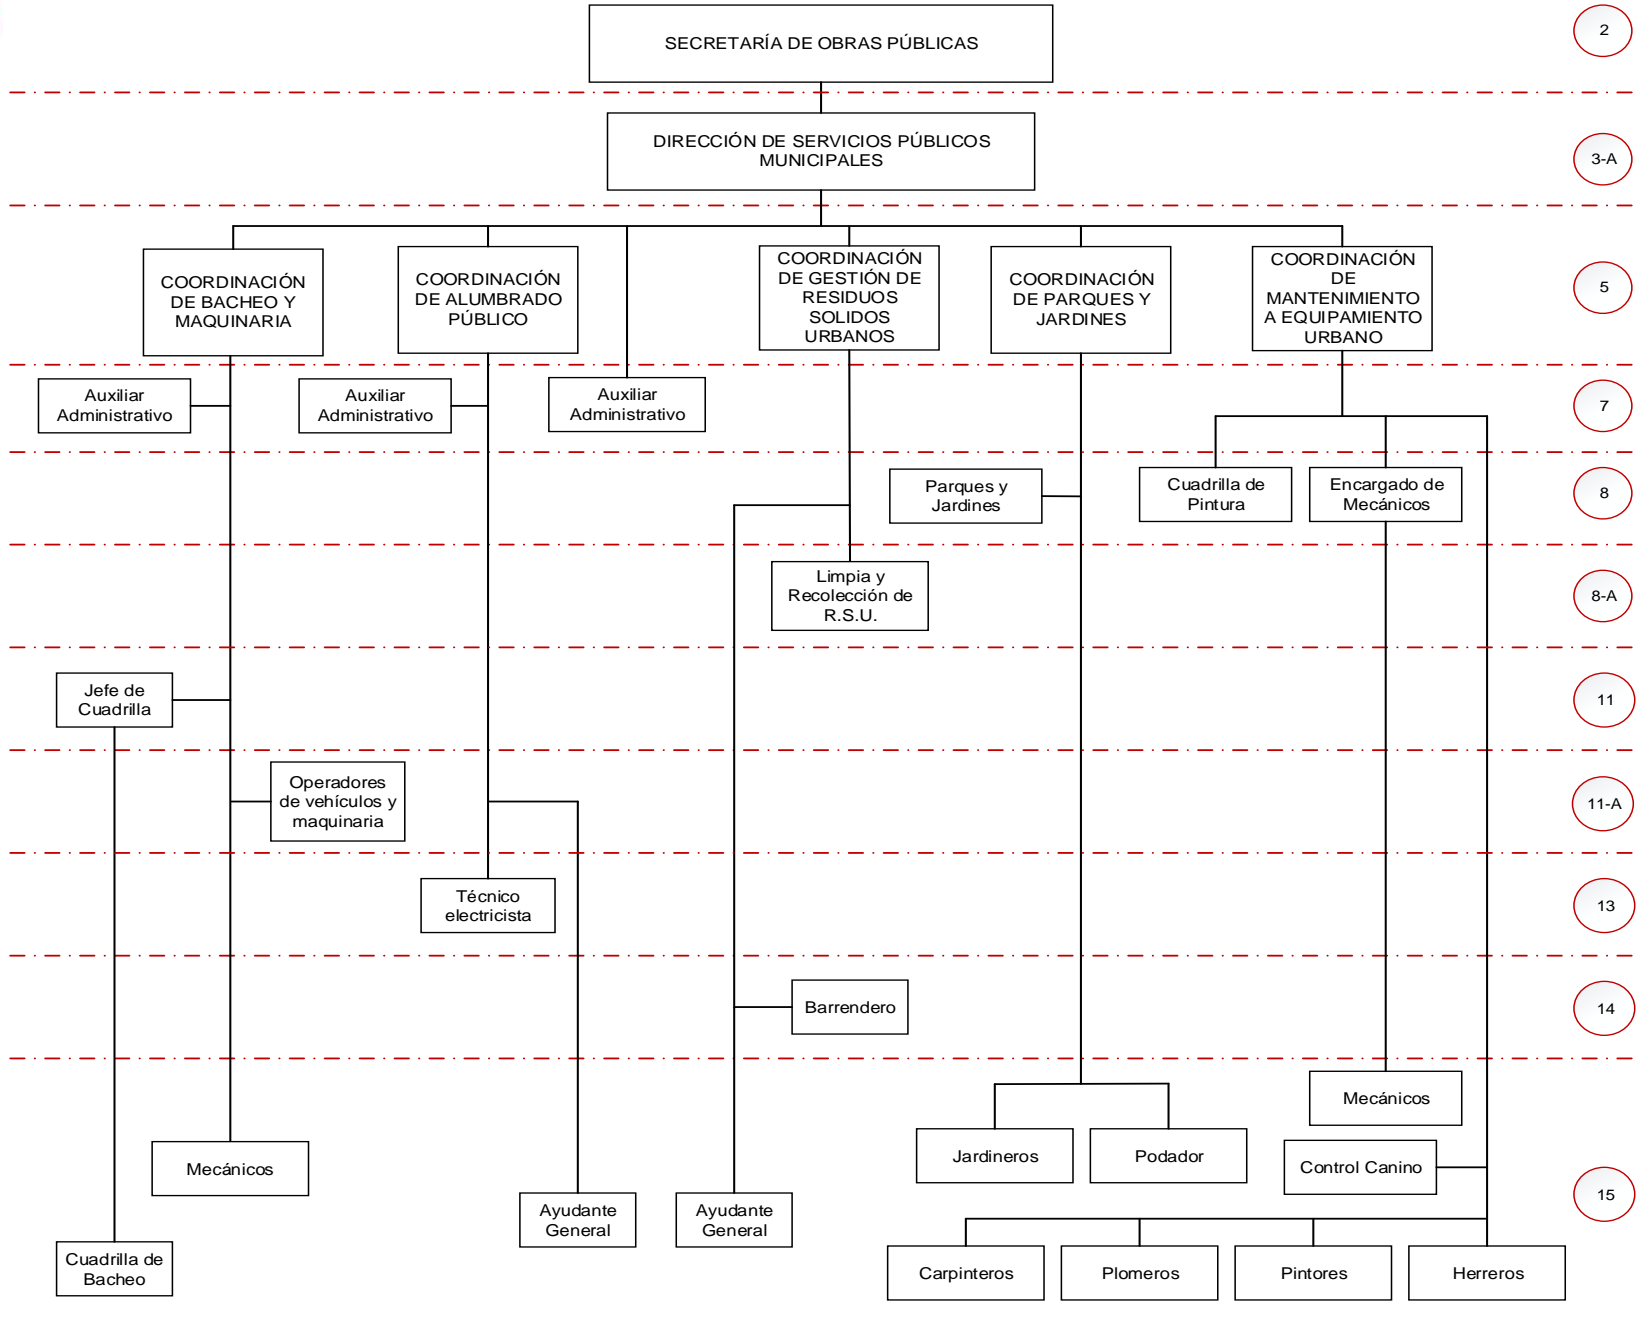 SECRETARÍA DE OBRAS PÚBLICAS
2
DIRECCIÓN DE SERVICIOS PÚBLICOS
MUNICIPALES
3-A
COORDINACIÓN
DE BACHEO Y
MAQUINARIA
COORDINACIÓN
DE ALUMBRADO
PÚBLICO
COORDINACIÓN
DE GESTIÓN DE
RESIDUOS
SOLIDOS
URBANOS
COORDINACIÓN
DE PARQUES Y
JARDINES
COORDINACIÓN
DE
MANTENIMIENTO
A EQUIPAMIENTO
URBANO
5
Auxiliar
Administrativo
Auxiliar
Administrativo
Auxiliar
Administrativo
7
Parques y
Jardines
Cuadrilla de
Pintura
Encargado de
Mecánicos
8
Limpia y
Recolección de
R.S.U.
8-A
Jefe de
Cuadrilla
11
Operadores
de vehículos y
maquinaria
11-A
Técnico
electricista
13
Barrendero
14
Mecánicos
Jardineros
Podador
Control Canino
Mecánicos
15
Ayudante
General
Ayudante
General
Cuadrilla de
Bacheo
Carpinteros
Plomeros
Pintores
Herreros